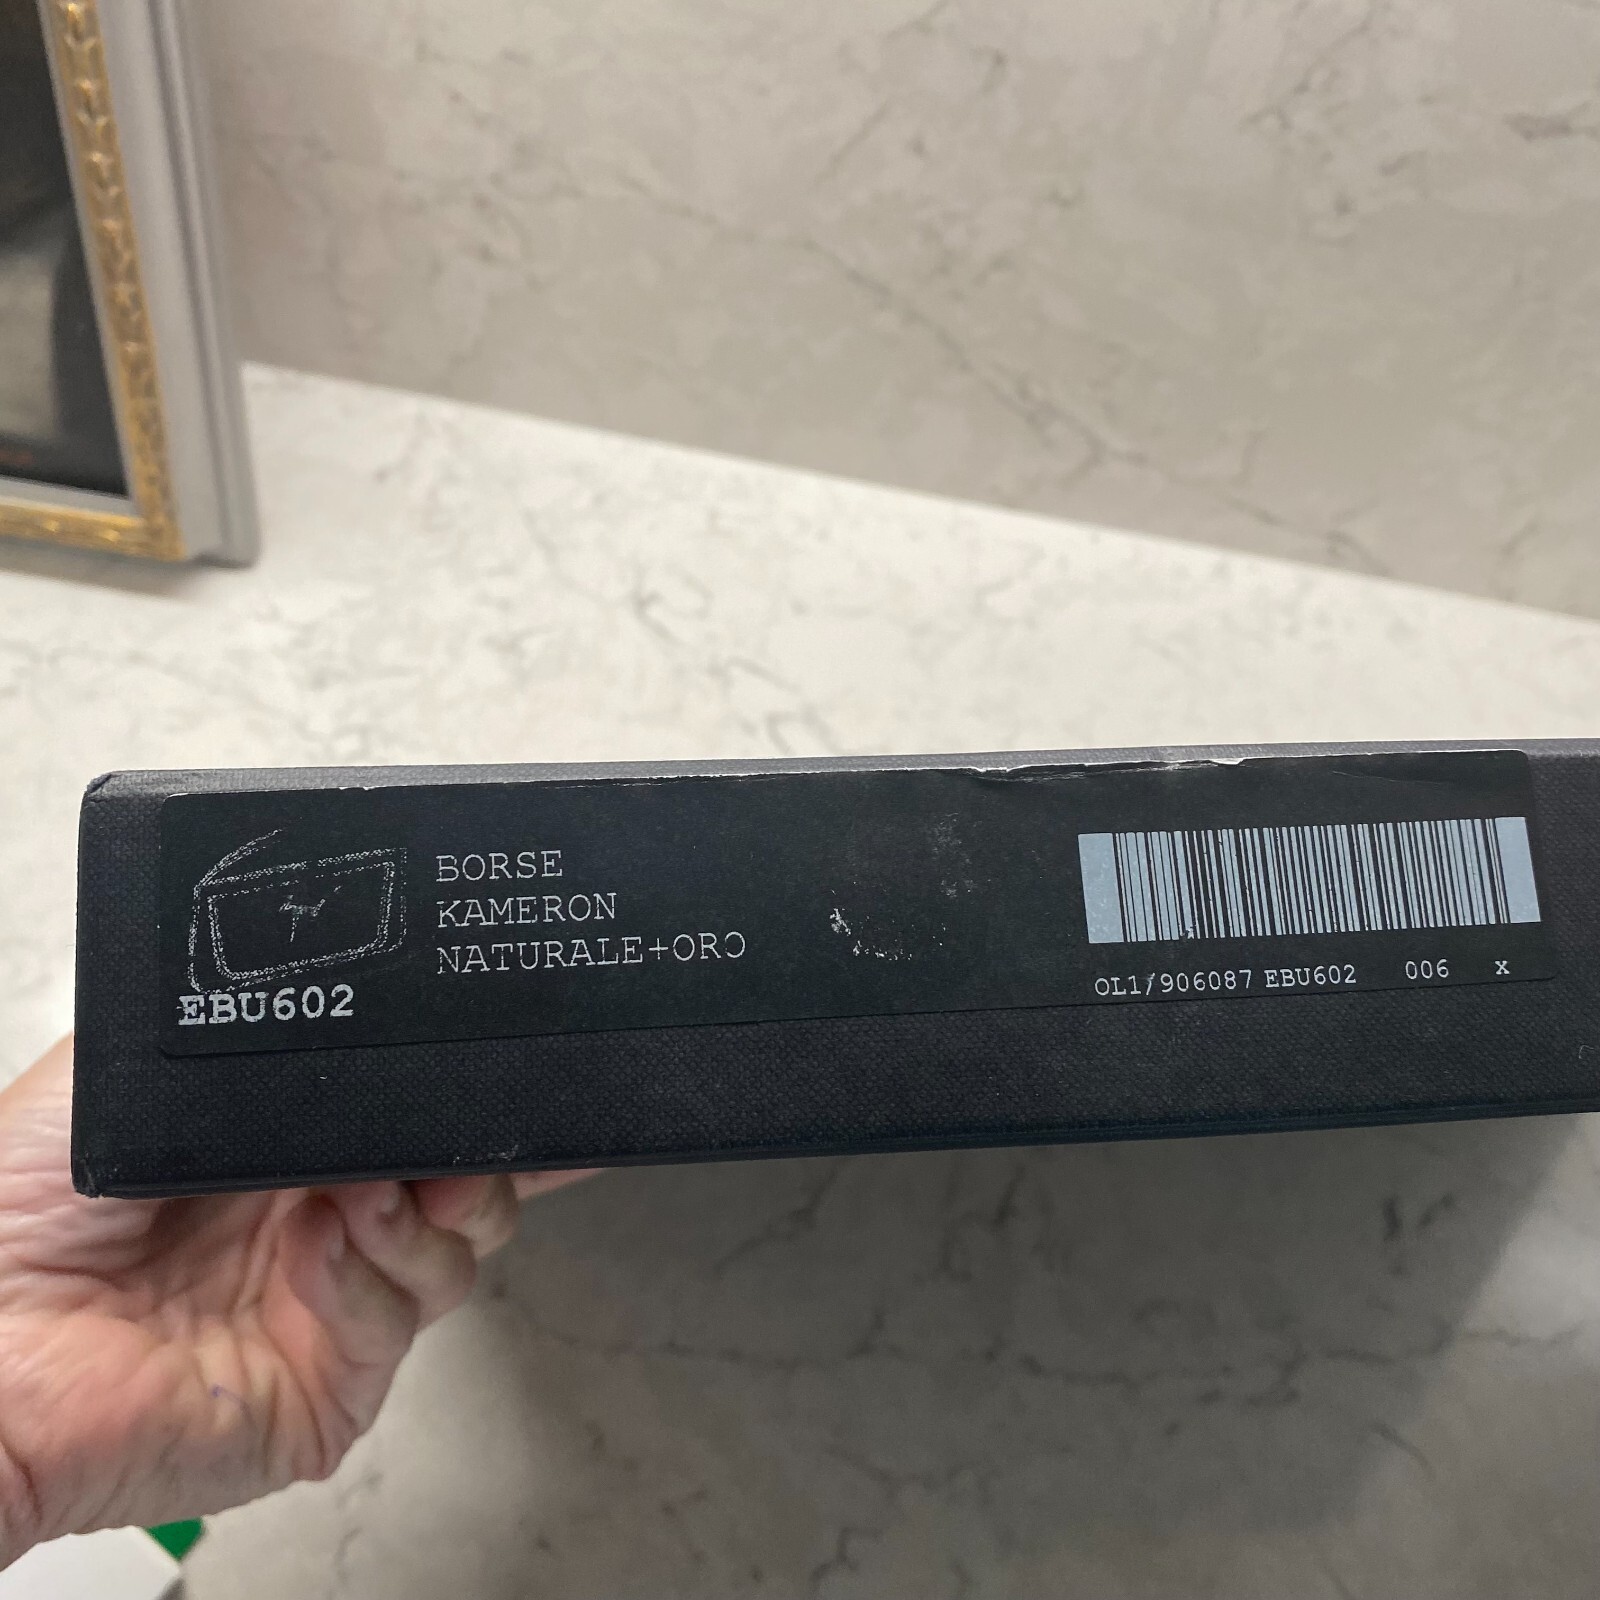 BORSE
KAMERON
NATURALE+ORO
EBU602
OL1/906087 EBU602 006 X